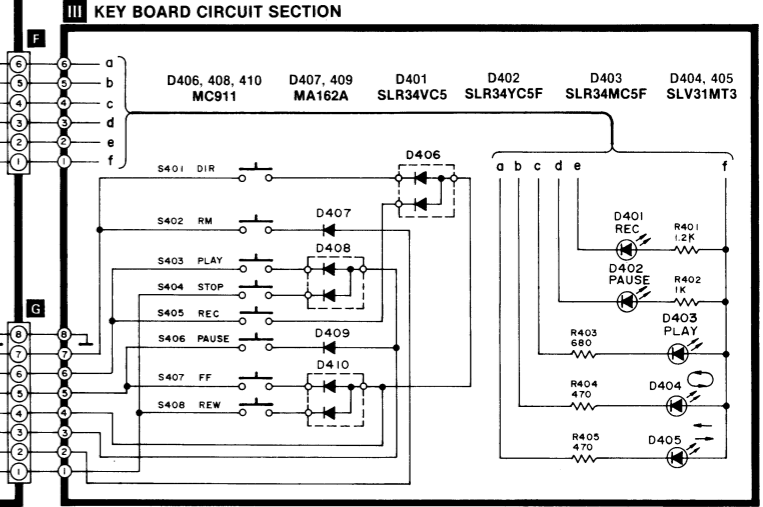 III KEY BOARD CIRCUIT SECTION
F
6 6 a
5 5 b
4 4 c
3 3 d
2 2 e
1 1 f
D406, 408, 410
MC911
D407, 409
MA162A
D401
SLR34VC5
D402
SLR34YC5F
D403
SLR34MC5F
D404, 405
SLV31MT3
S401 DIR
D406
S402 RM
D407
S403 PLAY
D408
S404 STOP
S405 REC
S406 PAUSE
D409
S407 FF
D410
S408 REW
G
8 8
7 7
6 6
5 5
4 4
3 3
2 2
1 1
a b c d e f
D401
REC
R401
1.2K
D402
PAUSE
R402
1K
D403
PLAY
R403
680
R404
470
D404
R405
470
D405